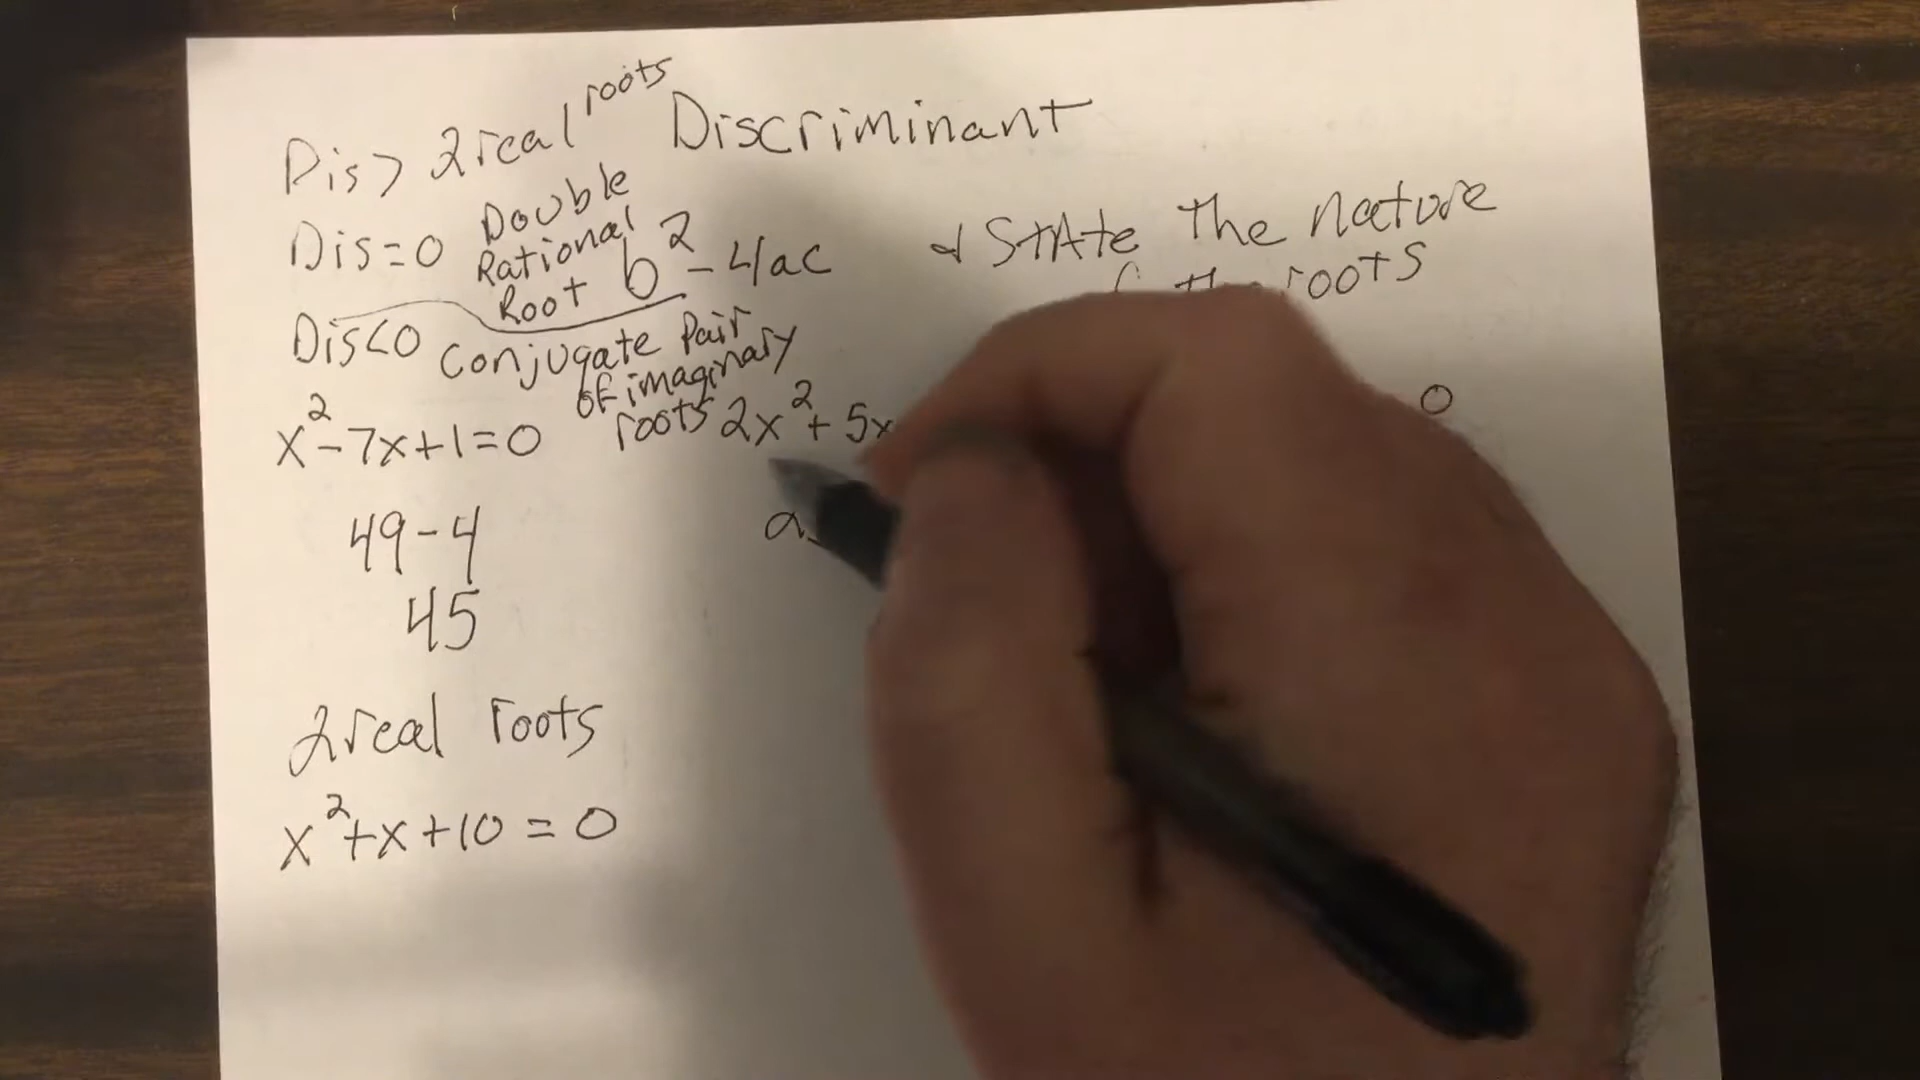 Discriminant
Dis > 2 real roots
Dis = 0 Double
Rational
Root
b² - 4ac
Dis < 0 Conjugate Pair
of imaginary
roots
& STATe The nature
the roots
x² - 7x + 1 = 0
49 - 4
45
2 real roots
x² + x + 10 = 0
2x² + 5x
0
a